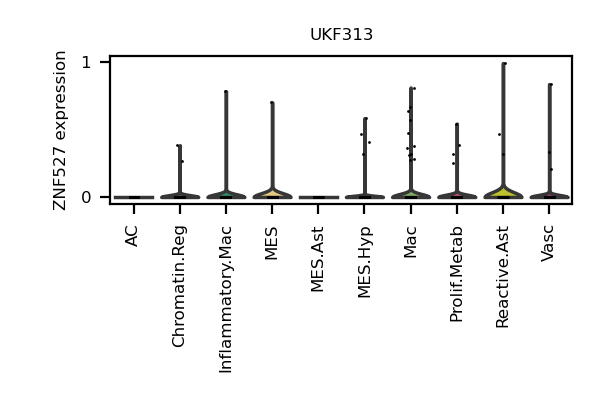 UKF313
ZNF527 expression
1
0
AC
Chromatin.Reg
Inflammatory.Mac
MES
MES.Ast
MES.Hyp
Mac
Prolif.Metab
Reactive.Ast
Vasc